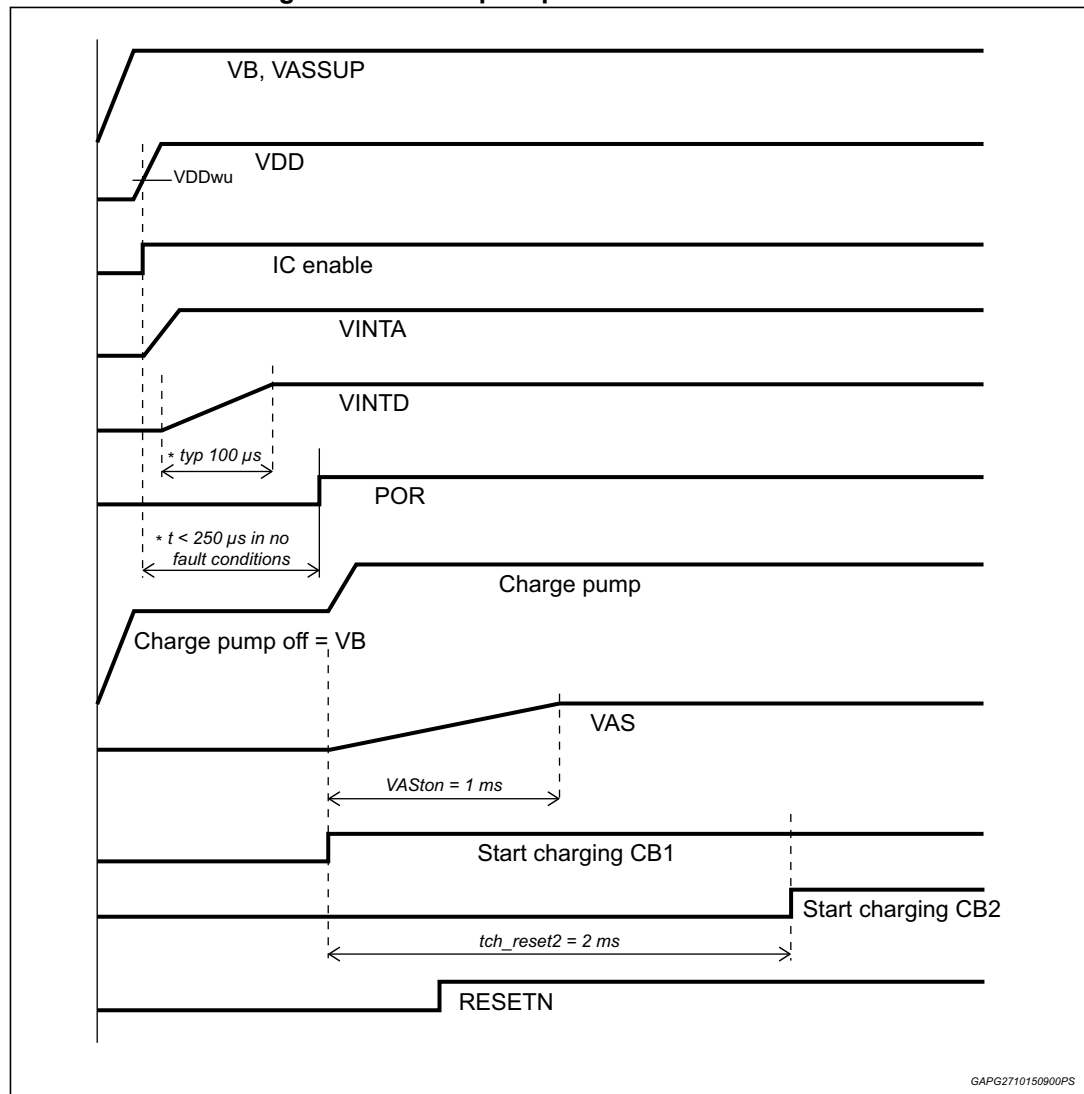 VB, VASSUP
VDD
VDDwu
IC enable
VINTA
VINTD
* typ 100 µs
POR
* t < 250 µs in no
fault conditions
Charge pump
Charge pump off = VB
VAS
VASton = 1 ms
Start charging CB1
Start charging CB2
tch_reset2 = 2 ms
RESETN
GAPG2710150900PS